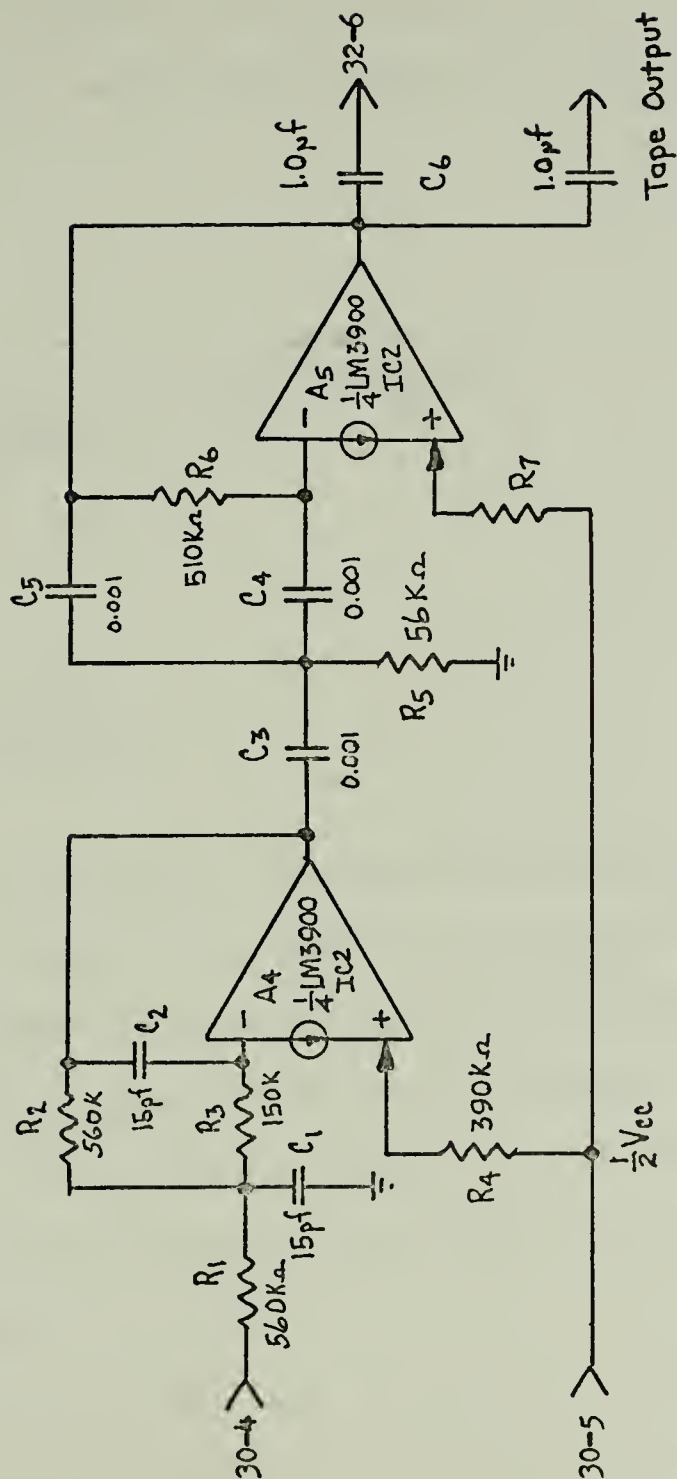 30-4
R1
560KΩ
R2
560K
15pf
C2
R3
150K
15pf
C1
A4
-
1/4 LM3900
IC2
+
R4
390KΩ
30-5
1/2 Vcc
C3
0.001
C5
0.001
510KΩ
R6
C4
0.001
R5
56KΩ
-
A5
1/4 LM3900
IC2
+
R7
1.0μf
C6
32-6
1.0μf
Tape Output